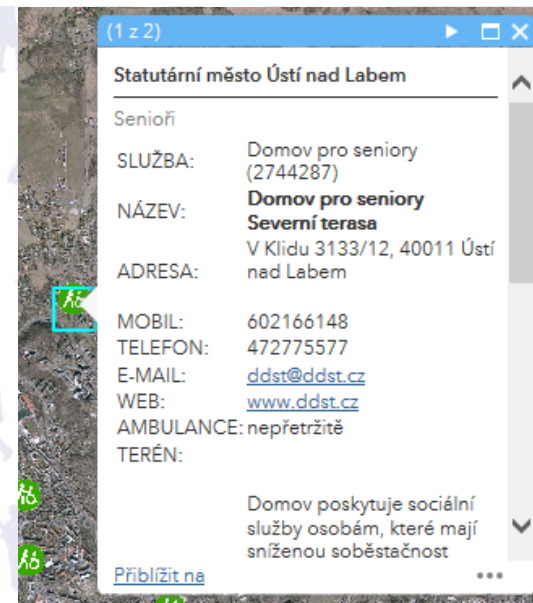 (1 z 2)
Statutární město Ústí nad Labem
Senioři
SLUŽBA: Domov pro seniory
(2744287)
NÁZEV: Domov pro seniory
Severní terasa
ADRESA: V Klidu 3133/12, 40011 Ústí
nad Labem
MOBIL: 602166148
TELEFON: 472775577
E-MAIL: ddst@ddst.cz
WEB: www.ddst.cz
AMBULANCE: nepřetržitě
TERÉN:
Domov poskytuje sociální
služby osobám, které mají
sníženou soběstačnost
Přiblížit na